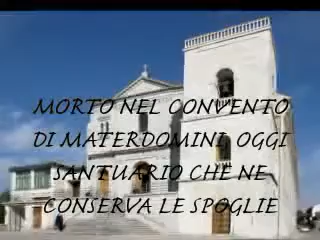 MORTO NEL CONVENTO
DI MATERDOMINI, OGGI
SANTUARIO CHE NE
CONSERVA LE SPOGLIE